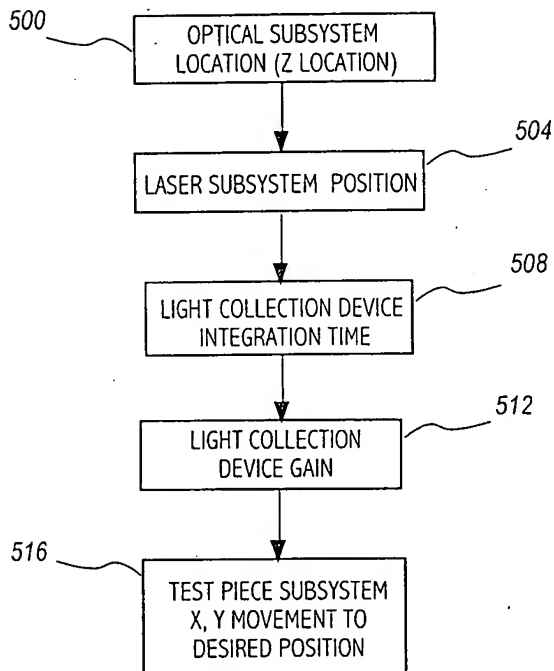 500
OPTICAL SUBSYSTEM
LOCATION (Z LOCATION)
504
LASER SUBSYSTEM POSITION
508
LIGHT COLLECTION DEVICE
INTEGRATION TIME
512
LIGHT COLLECTION
DEVICE GAIN
516
TEST PIECE SUBSYSTEM
X, Y MOVEMENT TO
DESIRED POSITION